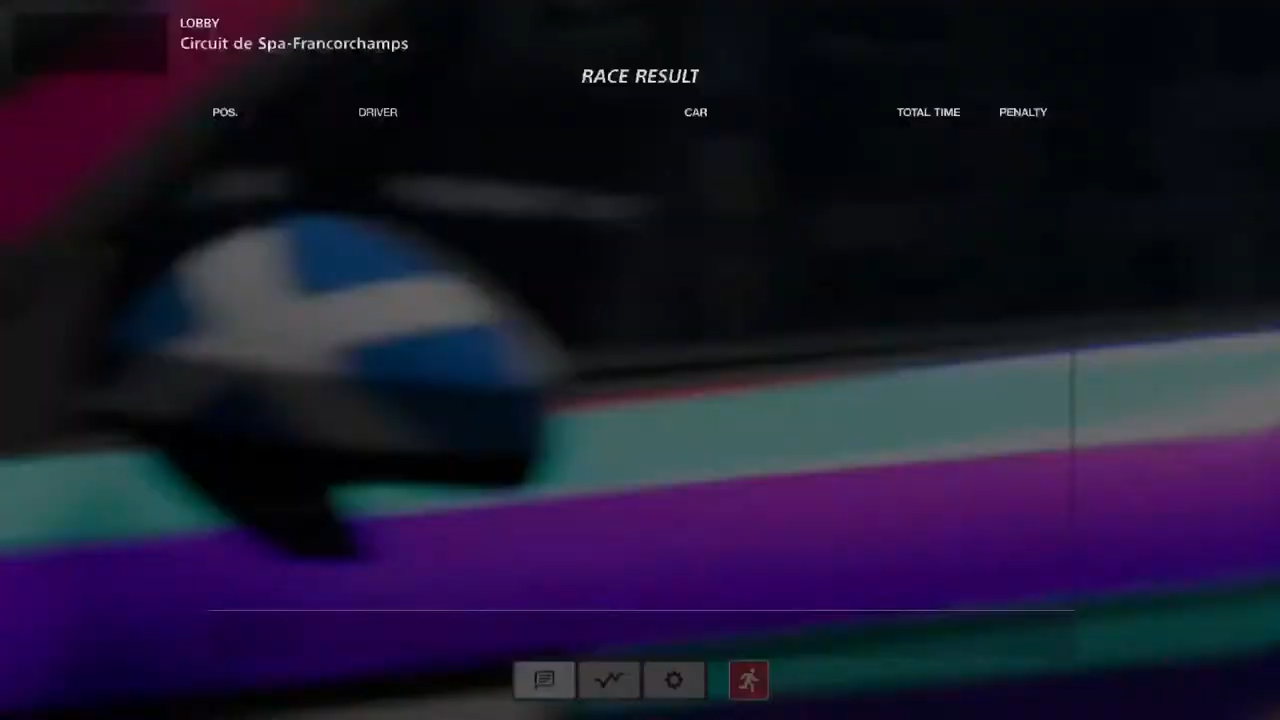 LOBBY
Circuit de Spa-Francorchamps
RACE RESULT
POS. DRIVER CAR TOTAL TIME PENALTY